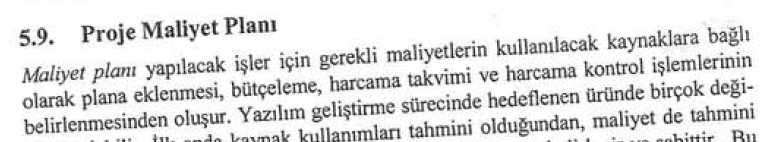 5.9. Proje Maliyet Planı
Maliyet planı yapılacak işler için gerekli maliyetlerin kullanılacak kaynaklara bağlı
olarak plana eklenmesi, bütçeleme, harcama takvimi ve harcama kontrol işlemlerinin
belirlenmesinden oluşur. Yazılım geliştirme sürecinde hedeflenen üründe birçok deği-
kaynak kullanımları tahmini olduğundan, maliyet de tahmini
sabittir. Bu